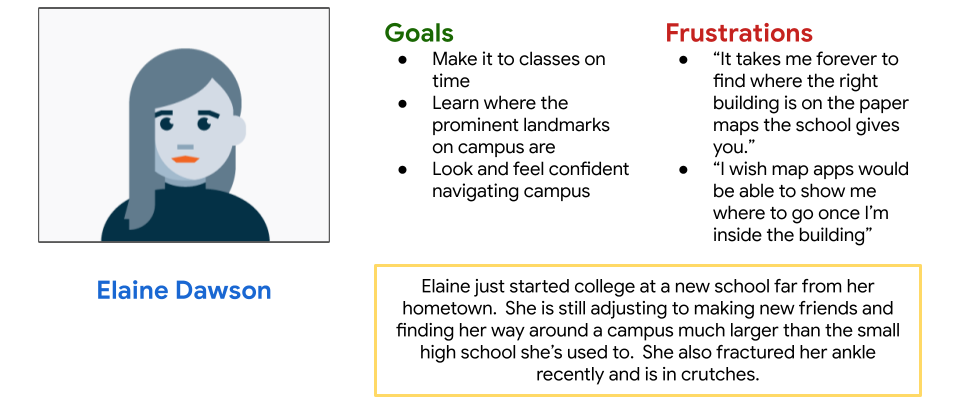 Goals
● Make it to classes on
time
● Learn where the
prominent landmarks
on campus are
● Look and feel confident
navigating campus
Frustrations
● “It takes me forever to
find where the right
building is on the paper
maps the school gives
you.”
● “I wish map apps would
be able to show me
where to go once I’m
inside the building”
Elaine Dawson
Elaine just started college at a new school far from her
hometown.  She is still adjusting to making new friends and
finding her way around a campus much larger than the small
high school she’s used to.  She also fractured her ankle
recently and is in crutches.